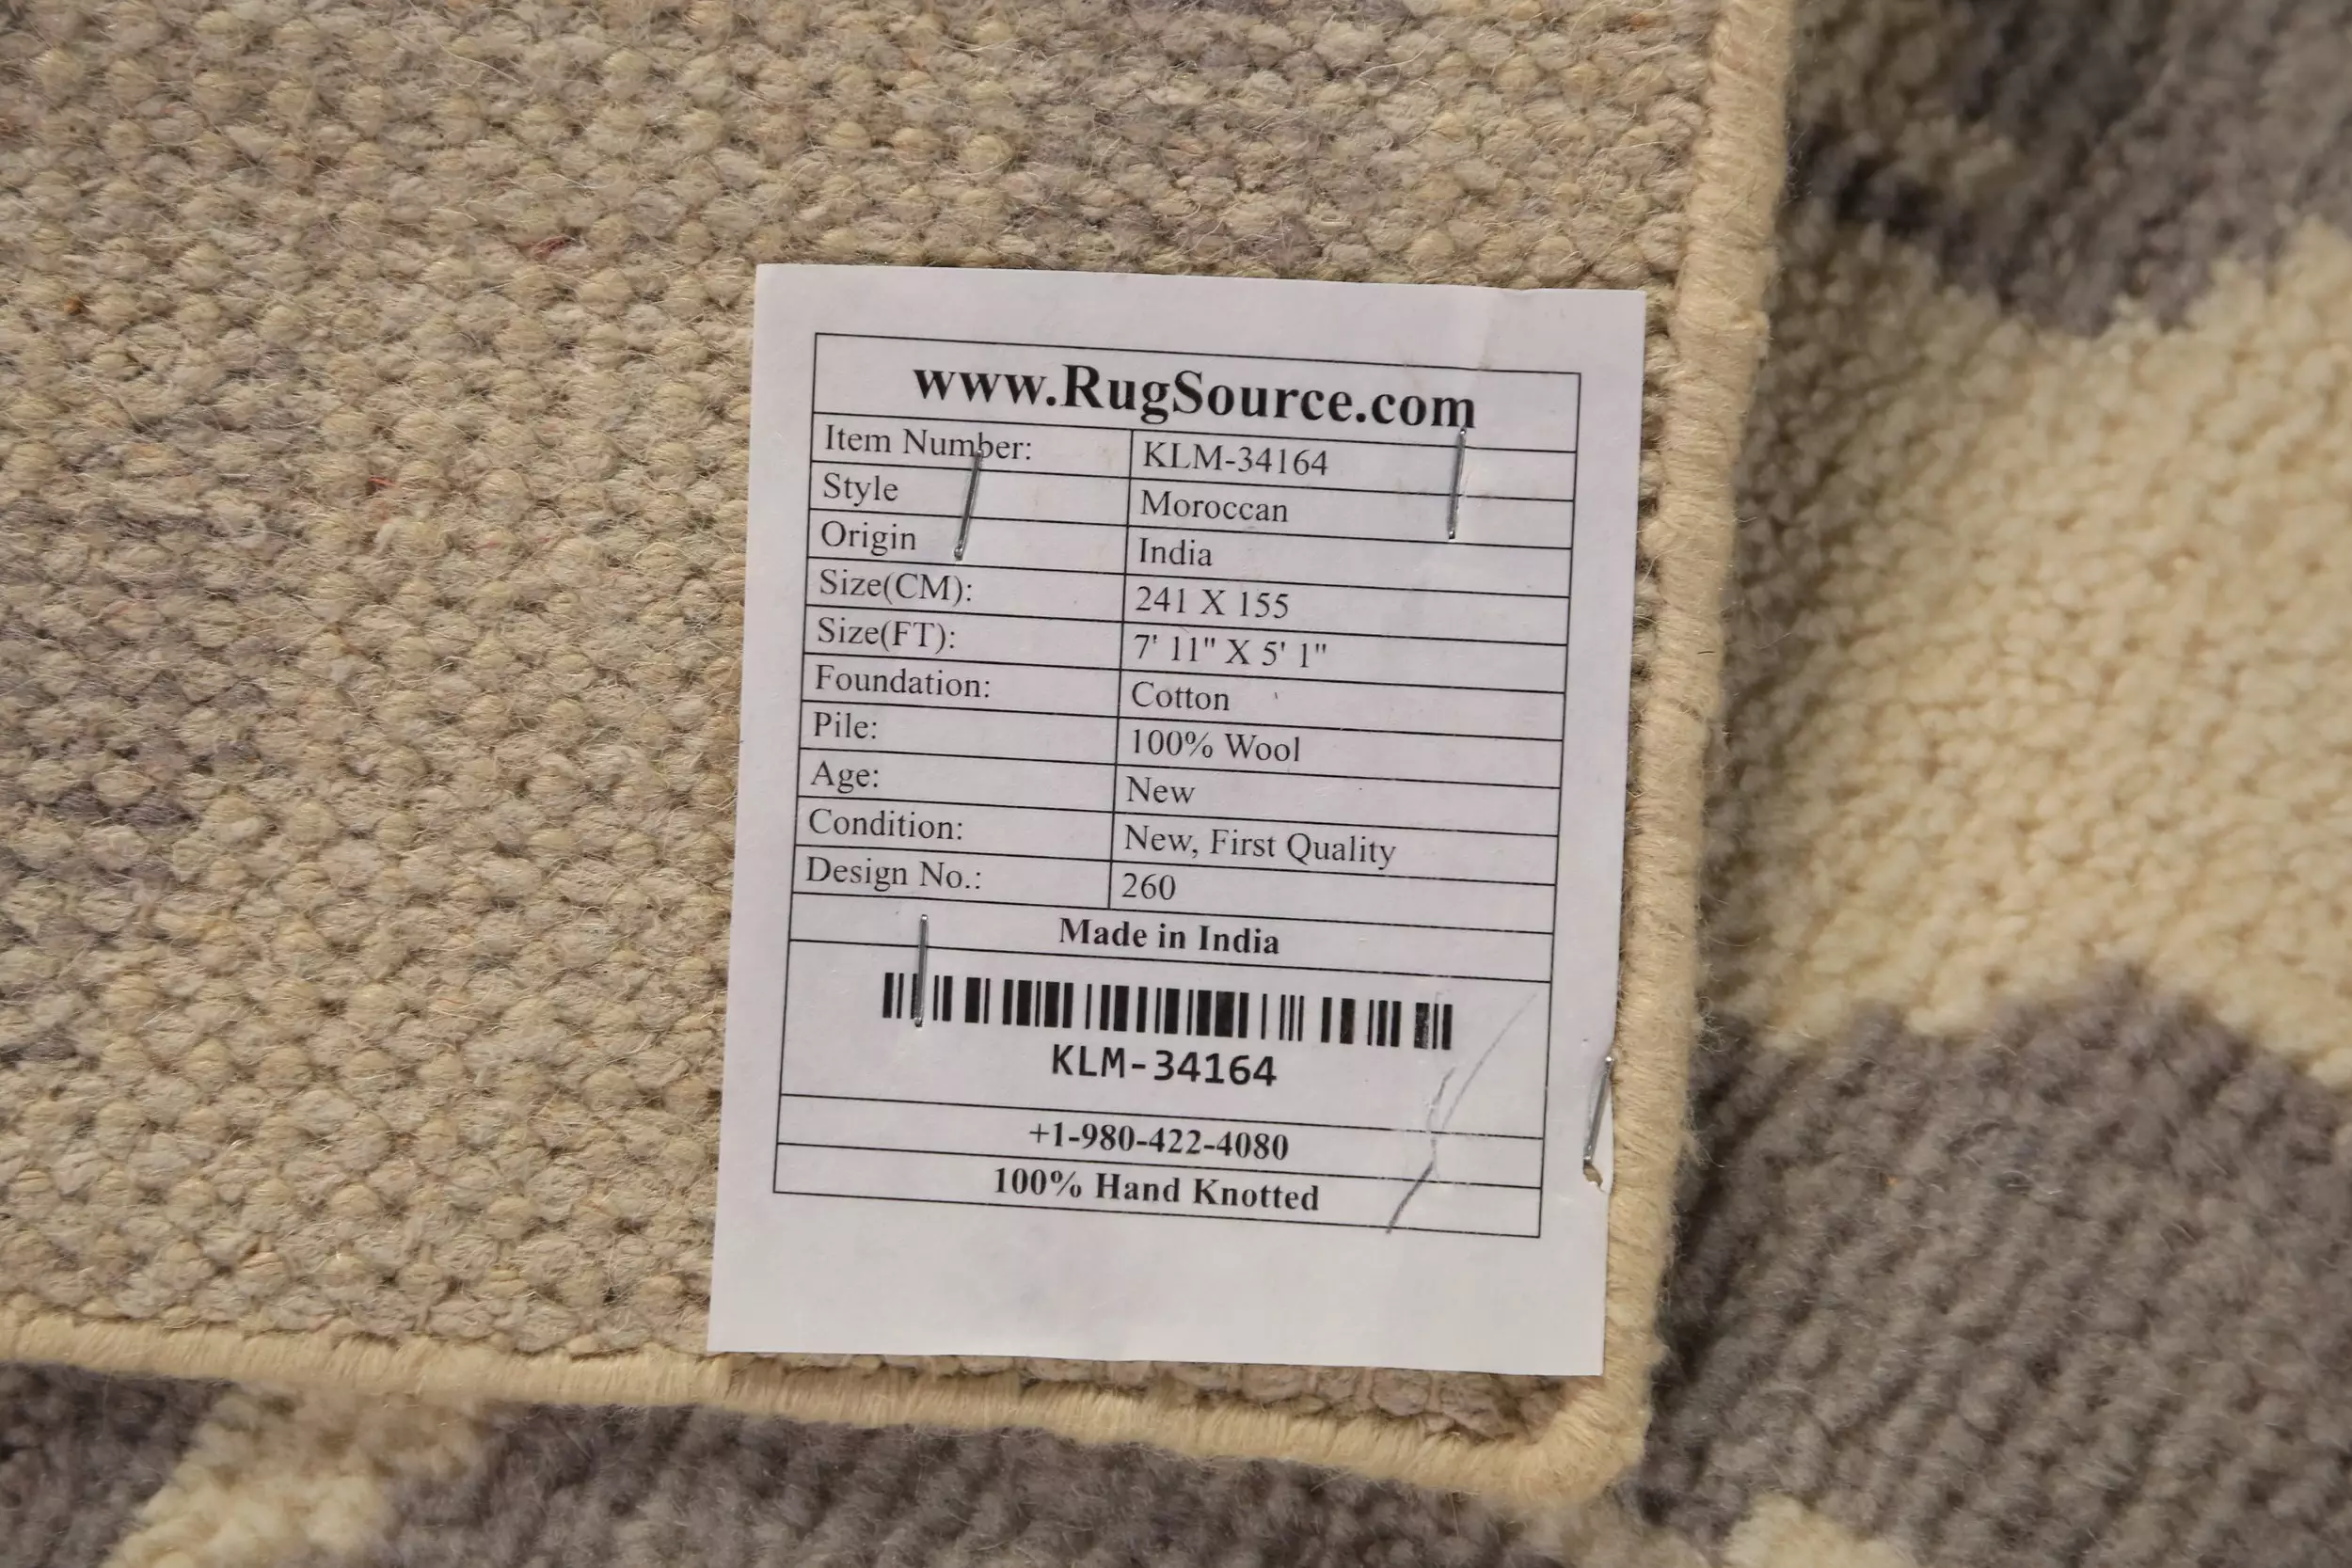 www.RugSource.com
Item Number: KLM-34164
Style Moroccan
Origin India
Size(CM): 241 X 155
Size(FT): 7' 11" X 5' 1"
Foundation: Cotton
Pile: 100% Wool
Age: New
Condition: New, First Quality
Design No.: 260
Made in India
KLM-34164
+1-980-422-4080
100% Hand Knotted